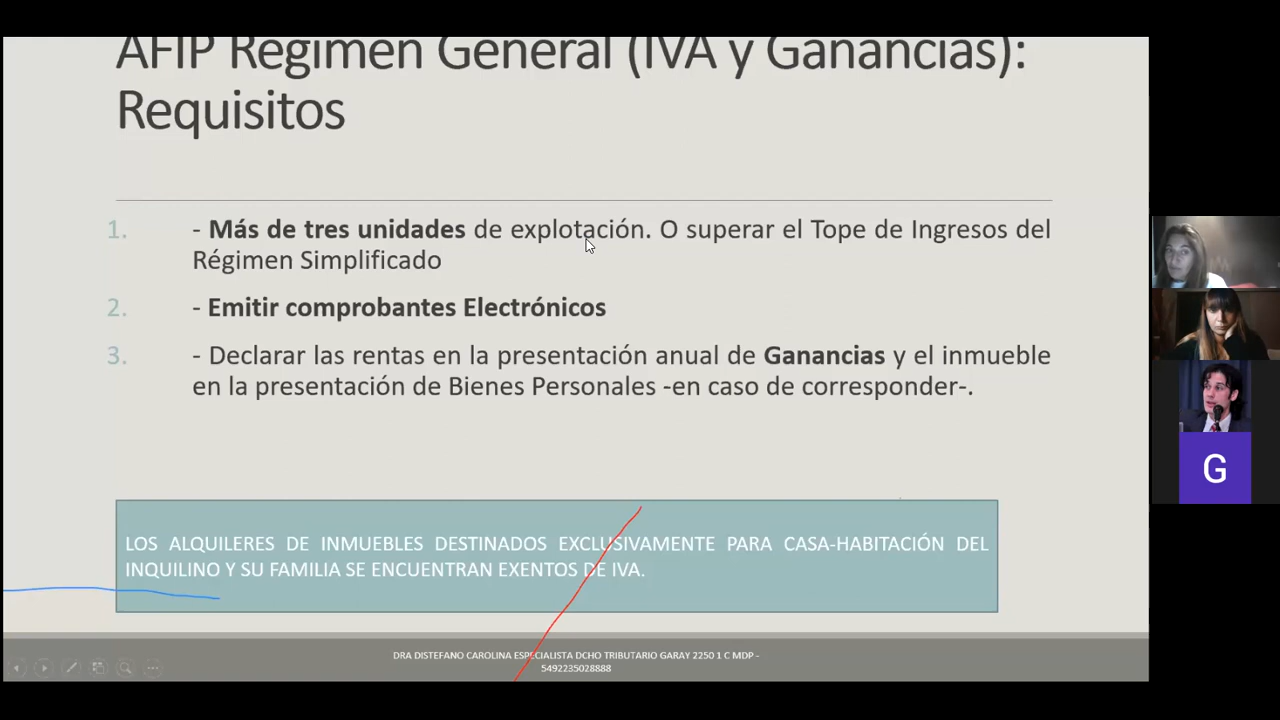 AFIP Régimen General (IVA y Ganancias):
Requisitos
1. - Más de tres unidades de explotación. O superar el Tope de Ingresos del
Régimen Simplificado
2. - Emitir comprobantes Electrónicos
3. - Declarar las rentas en la presentación anual de Ganancias y el inmueble
en la presentación de Bienes Personales -en caso de corresponder-.
LOS ALQUILERES DE INMUEBLES DESTINADOS EXCLUSIVAMENTE PARA CASA-HABITACIÓN DEL
INQUILINO Y SU FAMILIA SE ENCUENTRAN EXENTOS DE IVA.
DRA DISTEFANO CAROLINA ESPECIALISTA DCHO TRIBUTARIO GARAY 2250 1 C MDP -
5492235028888
G